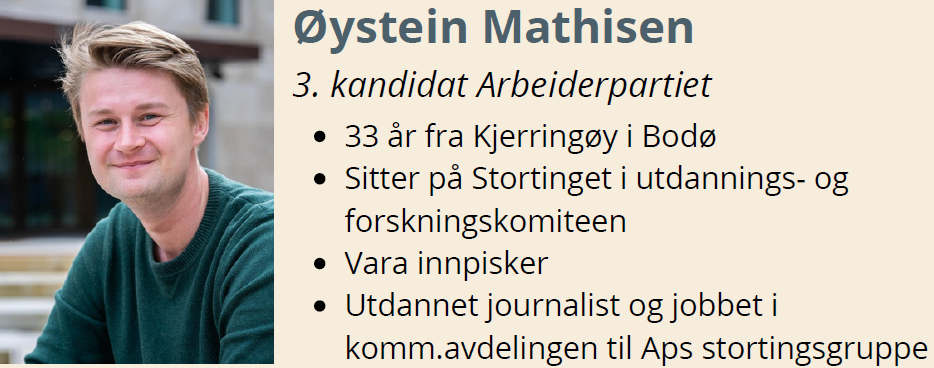 Øystein Mathisen
3. kandidat Arbeiderpartiet
• 33 år fra Kjerringøy i Bodø
• Sitter på Stortinget i utdannings- og
forskningskomiteen
• Vara innpisker
• Utdannet journalist og jobbet i
komm.avdelingen til Aps stortingsgruppe